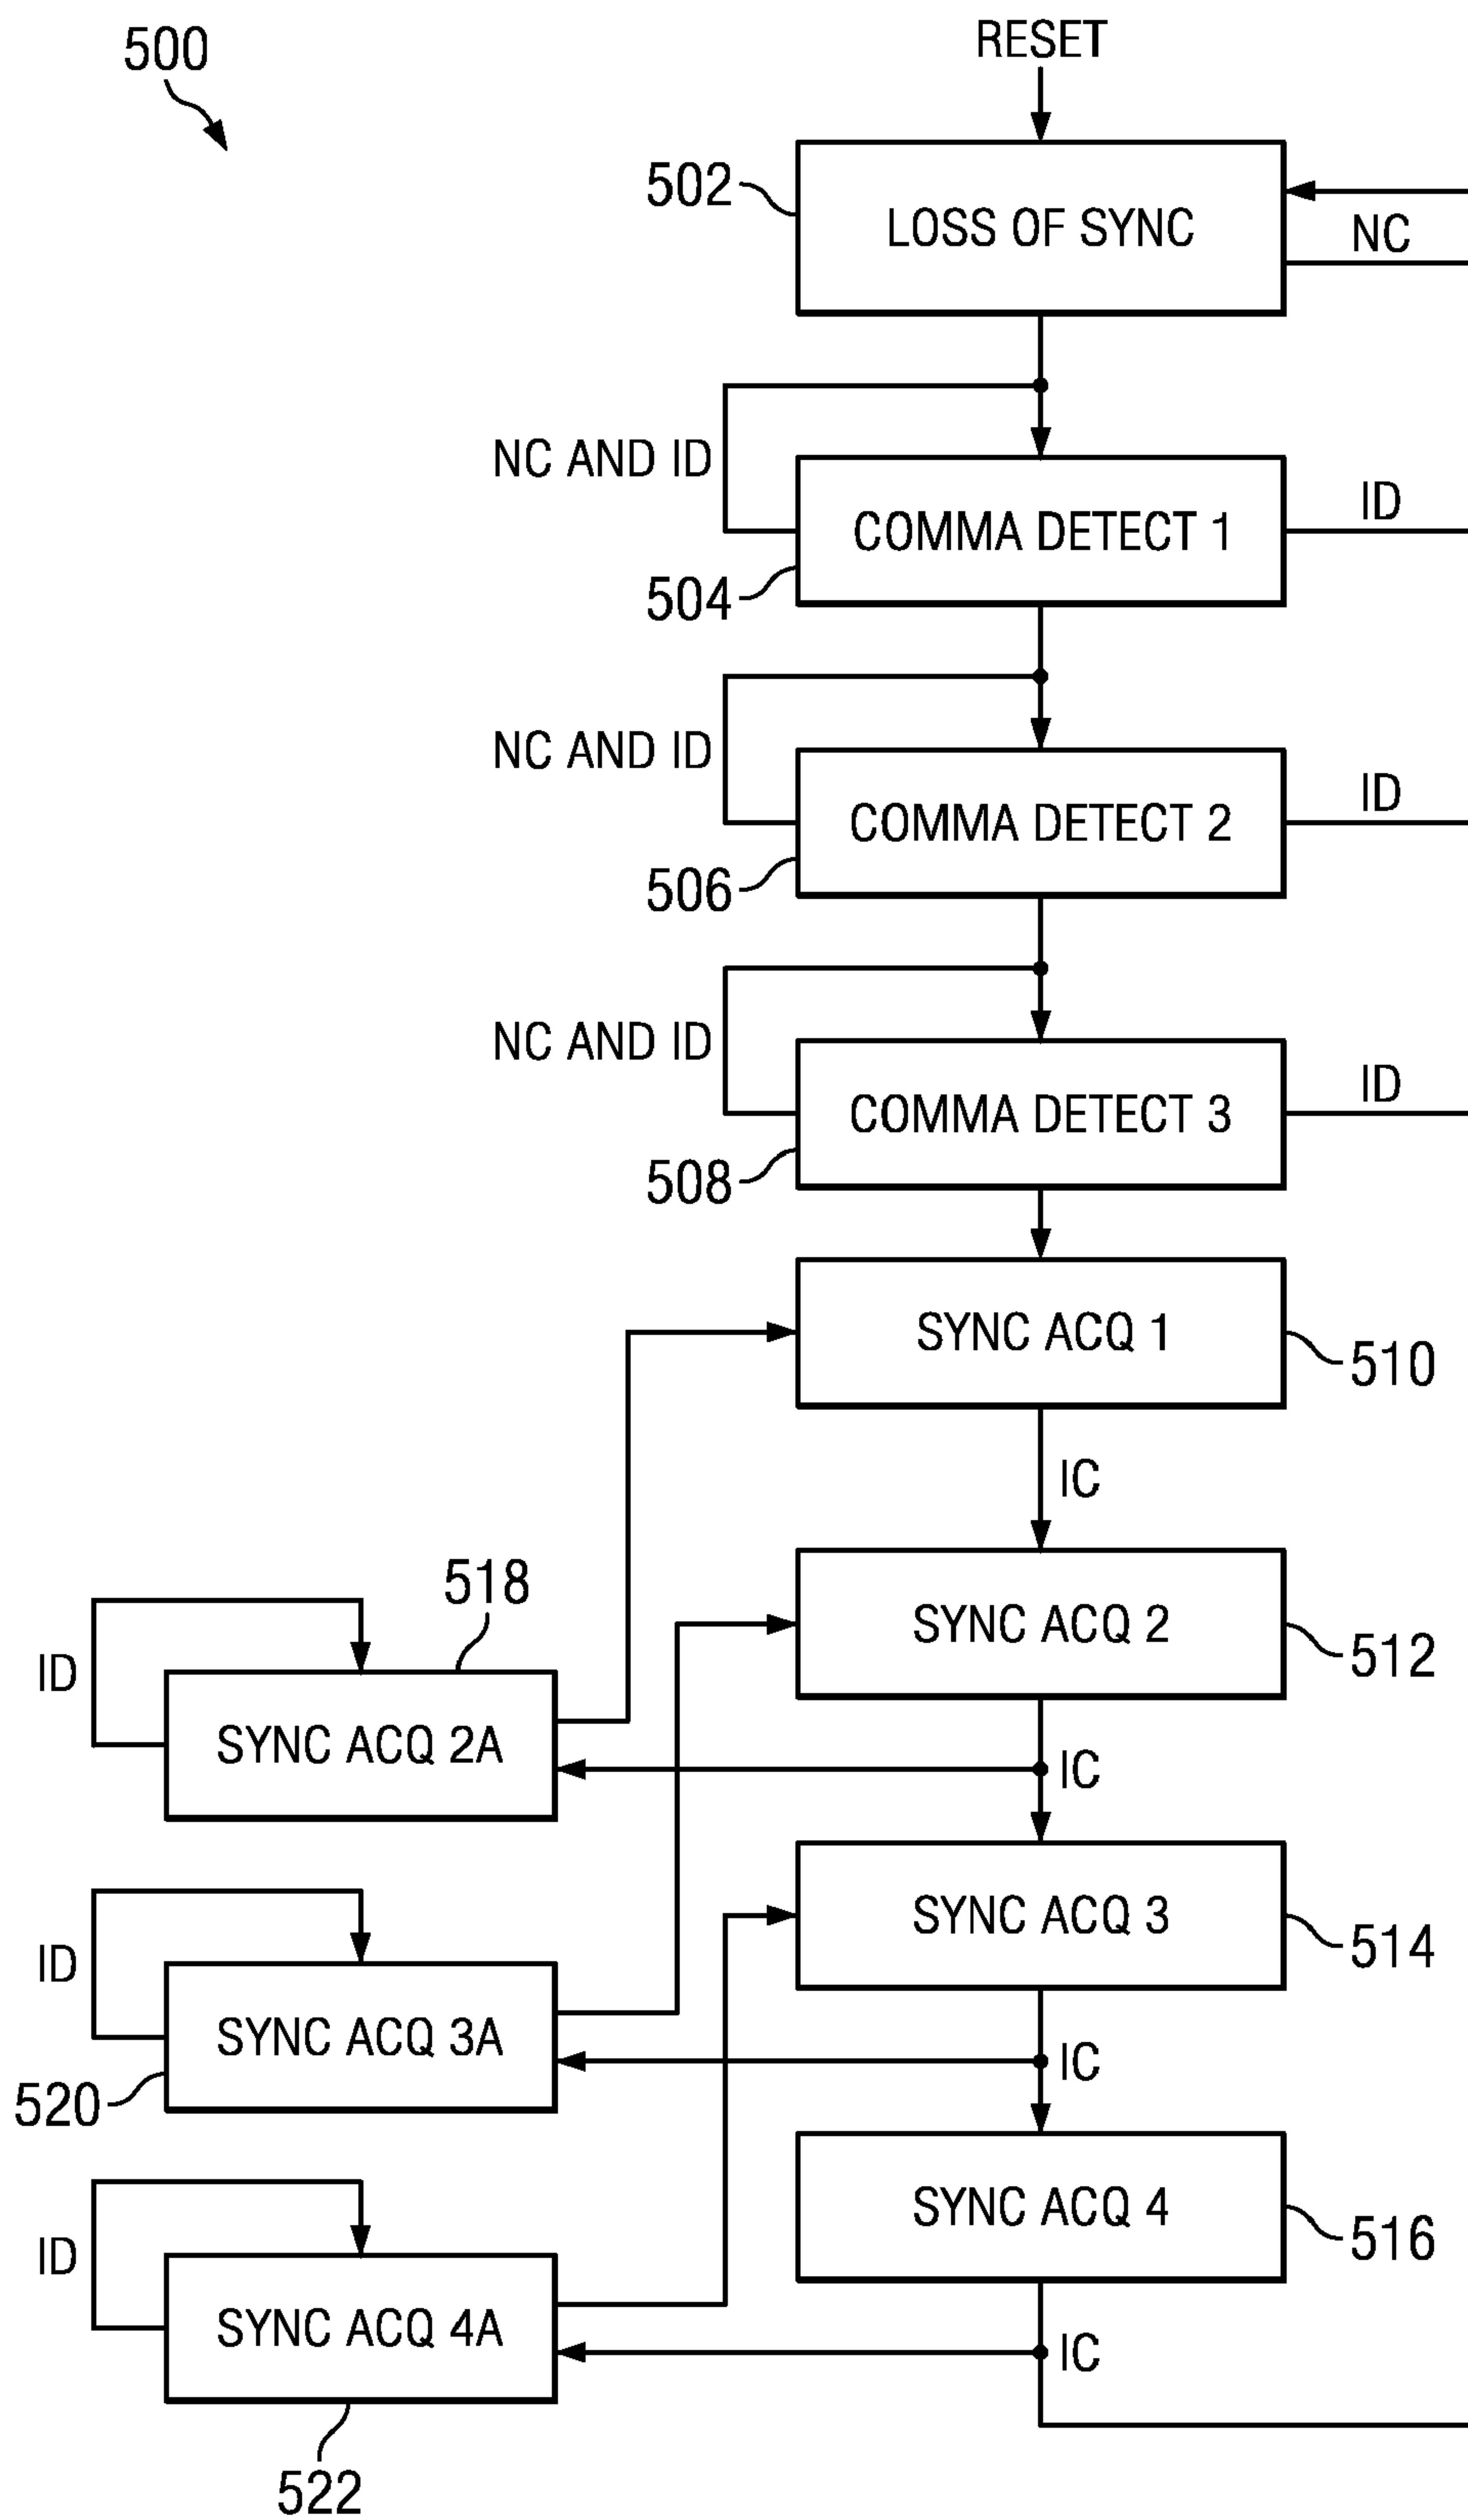 500
RESET
502
LOSS OF SYNC
NC
NC AND ID
COMMA DETECT 1
ID
504
NC AND ID
COMMA DETECT 2
ID
506
NC AND ID
COMMA DETECT 3
ID
508
SYNC ACQ 1
510
IC
518
SYNC ACQ 2
512
ID
SYNC ACQ 2A
IC
SYNC ACQ 3
514
ID
SYNC ACQ 3A
IC
520
SYNC ACQ 4
516
ID
SYNC ACQ 4A
IC
522